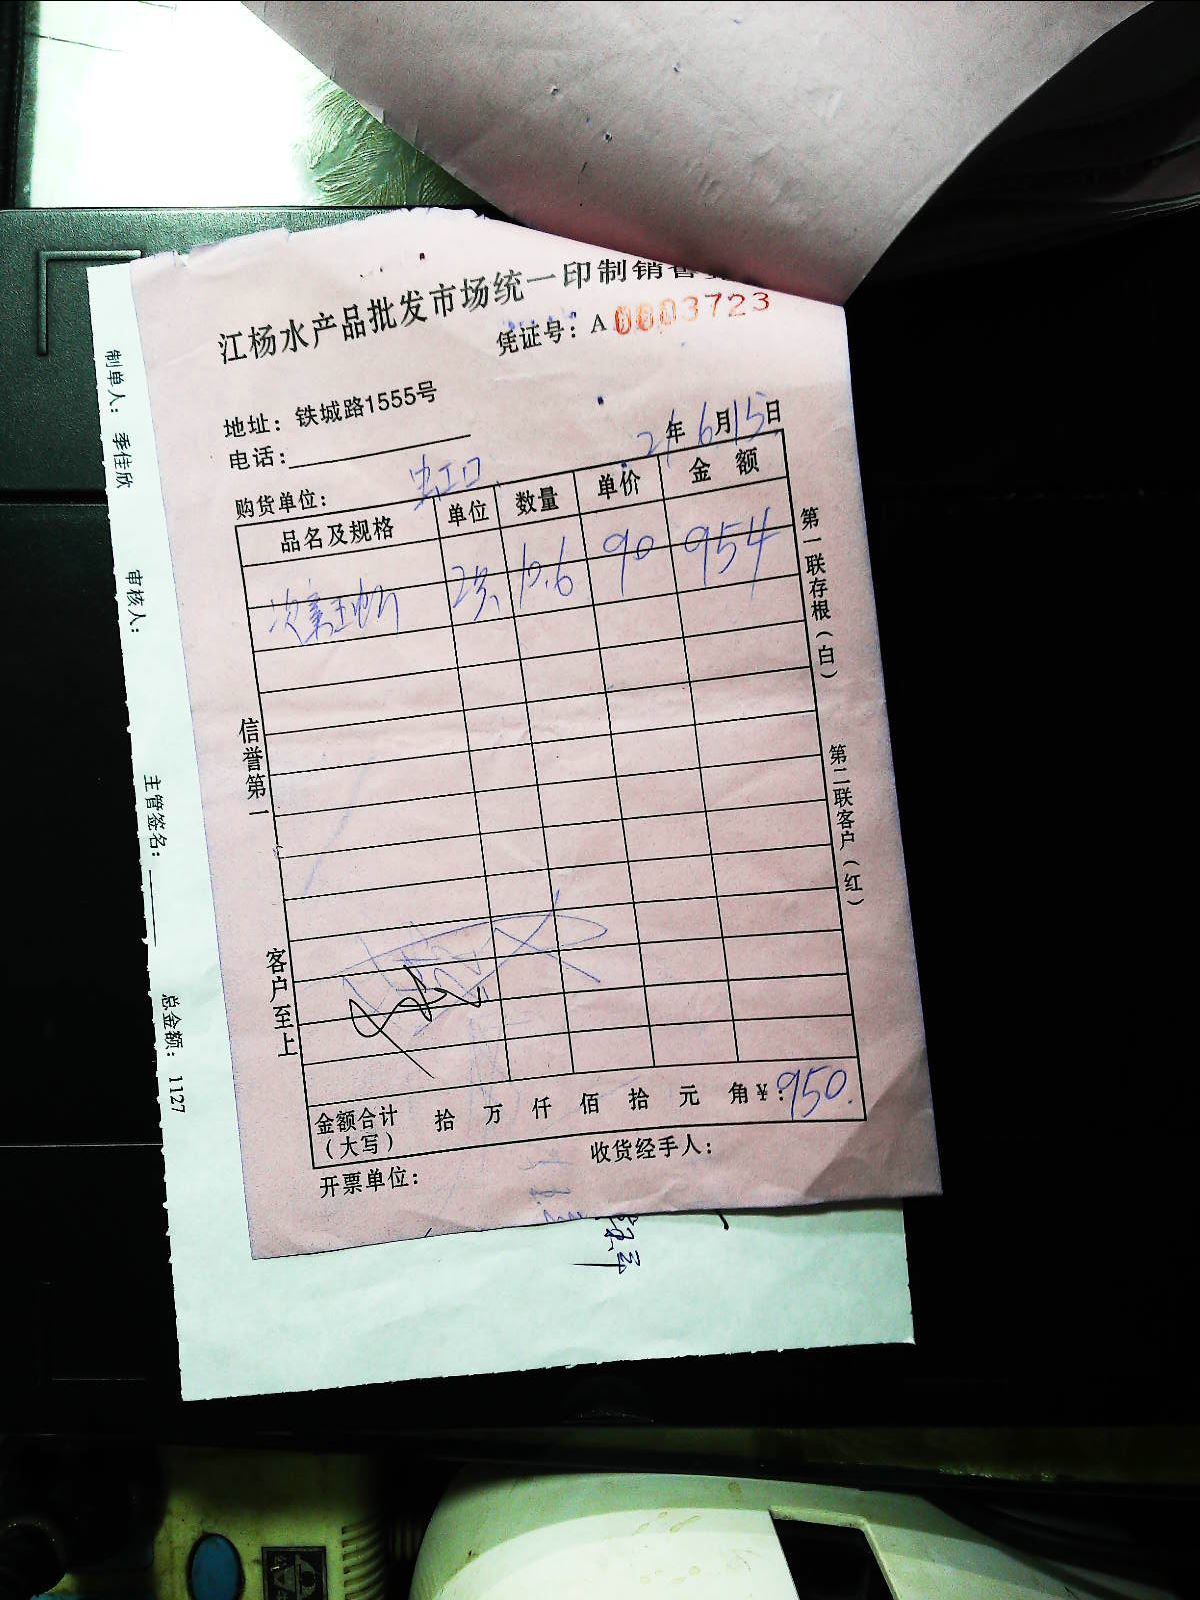 江杨水产品批发市场统一印制销售
凭证号：A 0003723
地址：铁城路1555号
电话：
21年6月15日
购货单位：虹口
品名及规格 单位 数量 单价 金额
10.6 90 954
信誉第一
客户至上
第一联存根（白）
第二联客户（红）
金额合计（大写） 拾 万 仟 佰 拾 元 角 ¥：950.
开票单位：
收货经手人：
制单人：季佳欣
审核人：
主管签名：
总金额：1127